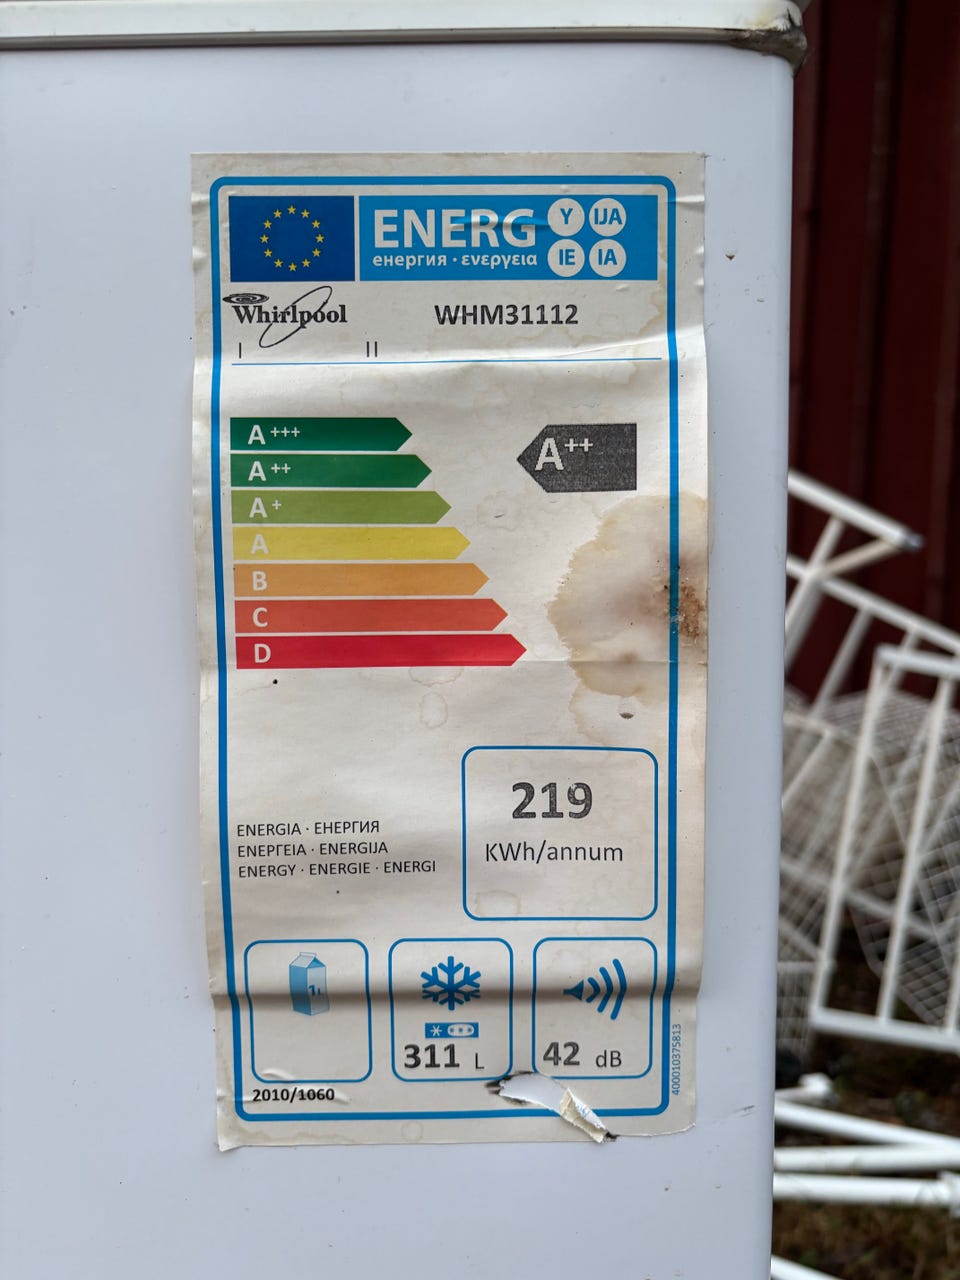 ENERG Y IJA
енергия · ενεργεια IE IA
Whirlpool WHM31112
I II
A+++
A++
A++
A+
A
B
C
D
219
KWh/annum
ENERGIA · ЕНЕРГИЯ
ΕΝΕΡΓΕΙΑ · ENERGIJA
ENERGY · ENERGIE · ENERGI
1L
311 L
42 dB
2010/1060
400010375813